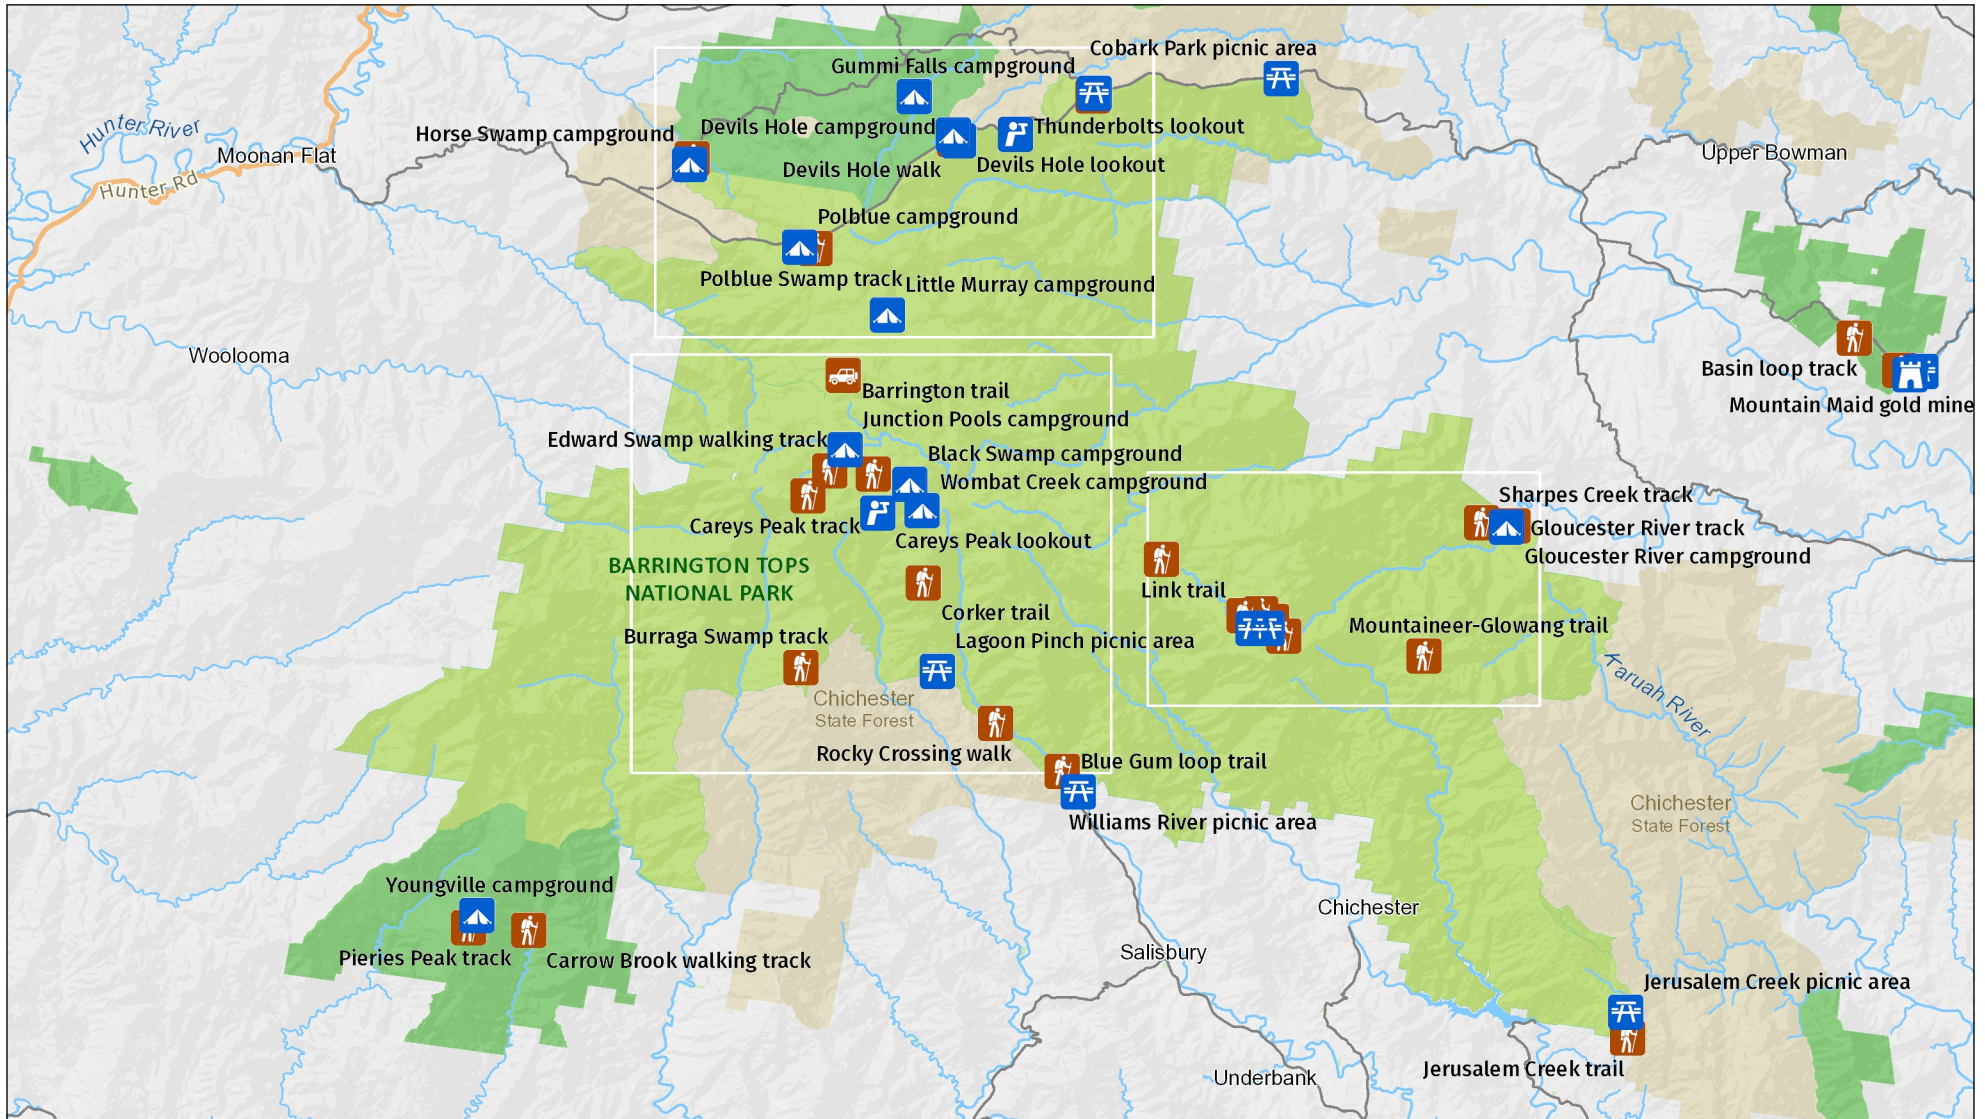 Cobark Park picnic area
Gummi Falls campground
Hunter River
Horse Swamp campground
Devils Hole campground
Thunderbolts lookout
Moonan Flat
Upper Bowman
Devils Hole walk
Devils Hole lookout
Hunter Rd
Polblue campground
Polblue Swamp track
Little Murray campground
Woolooma
Basin loop track
Barrington trail
Mountain Maid gold mine
Junction Pools campground
Edward Swamp walking track
Black Swamp campground
Wombat Creek campground
Sharpes Creek track
Careys Peak track
Gloucester River track
Careys Peak lookout
Gloucester River campground
BARRINGTON TOPS
NATIONAL PARK
Link trail
Corker trail
Mountaineer-Glowang trail
Burraga Swamp track
Lagoon Pinch picnic area
Karuah River
Chichester
State Forest
Rocky Crossing walk
Blue Gum loop trail
Chichester
State Forest
Williams River picnic area
Youngville campground
Chichester
Pieries Peak track
Carrow Brook walking track
Salisbury
Jerusalem Creek picnic area
Jerusalem Creek trail
Underbank